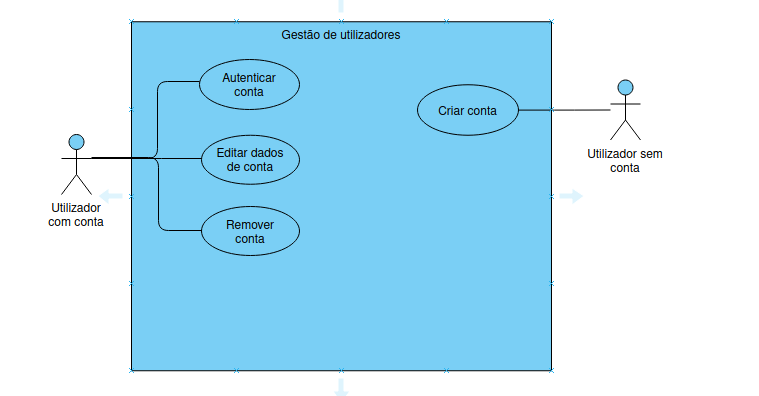 Gestão de utilizadores
Autenticar
conta
Criar conta
Editar dados
de conta
Utilizador sem
conta
Utilizador
com conta
Remover
conta